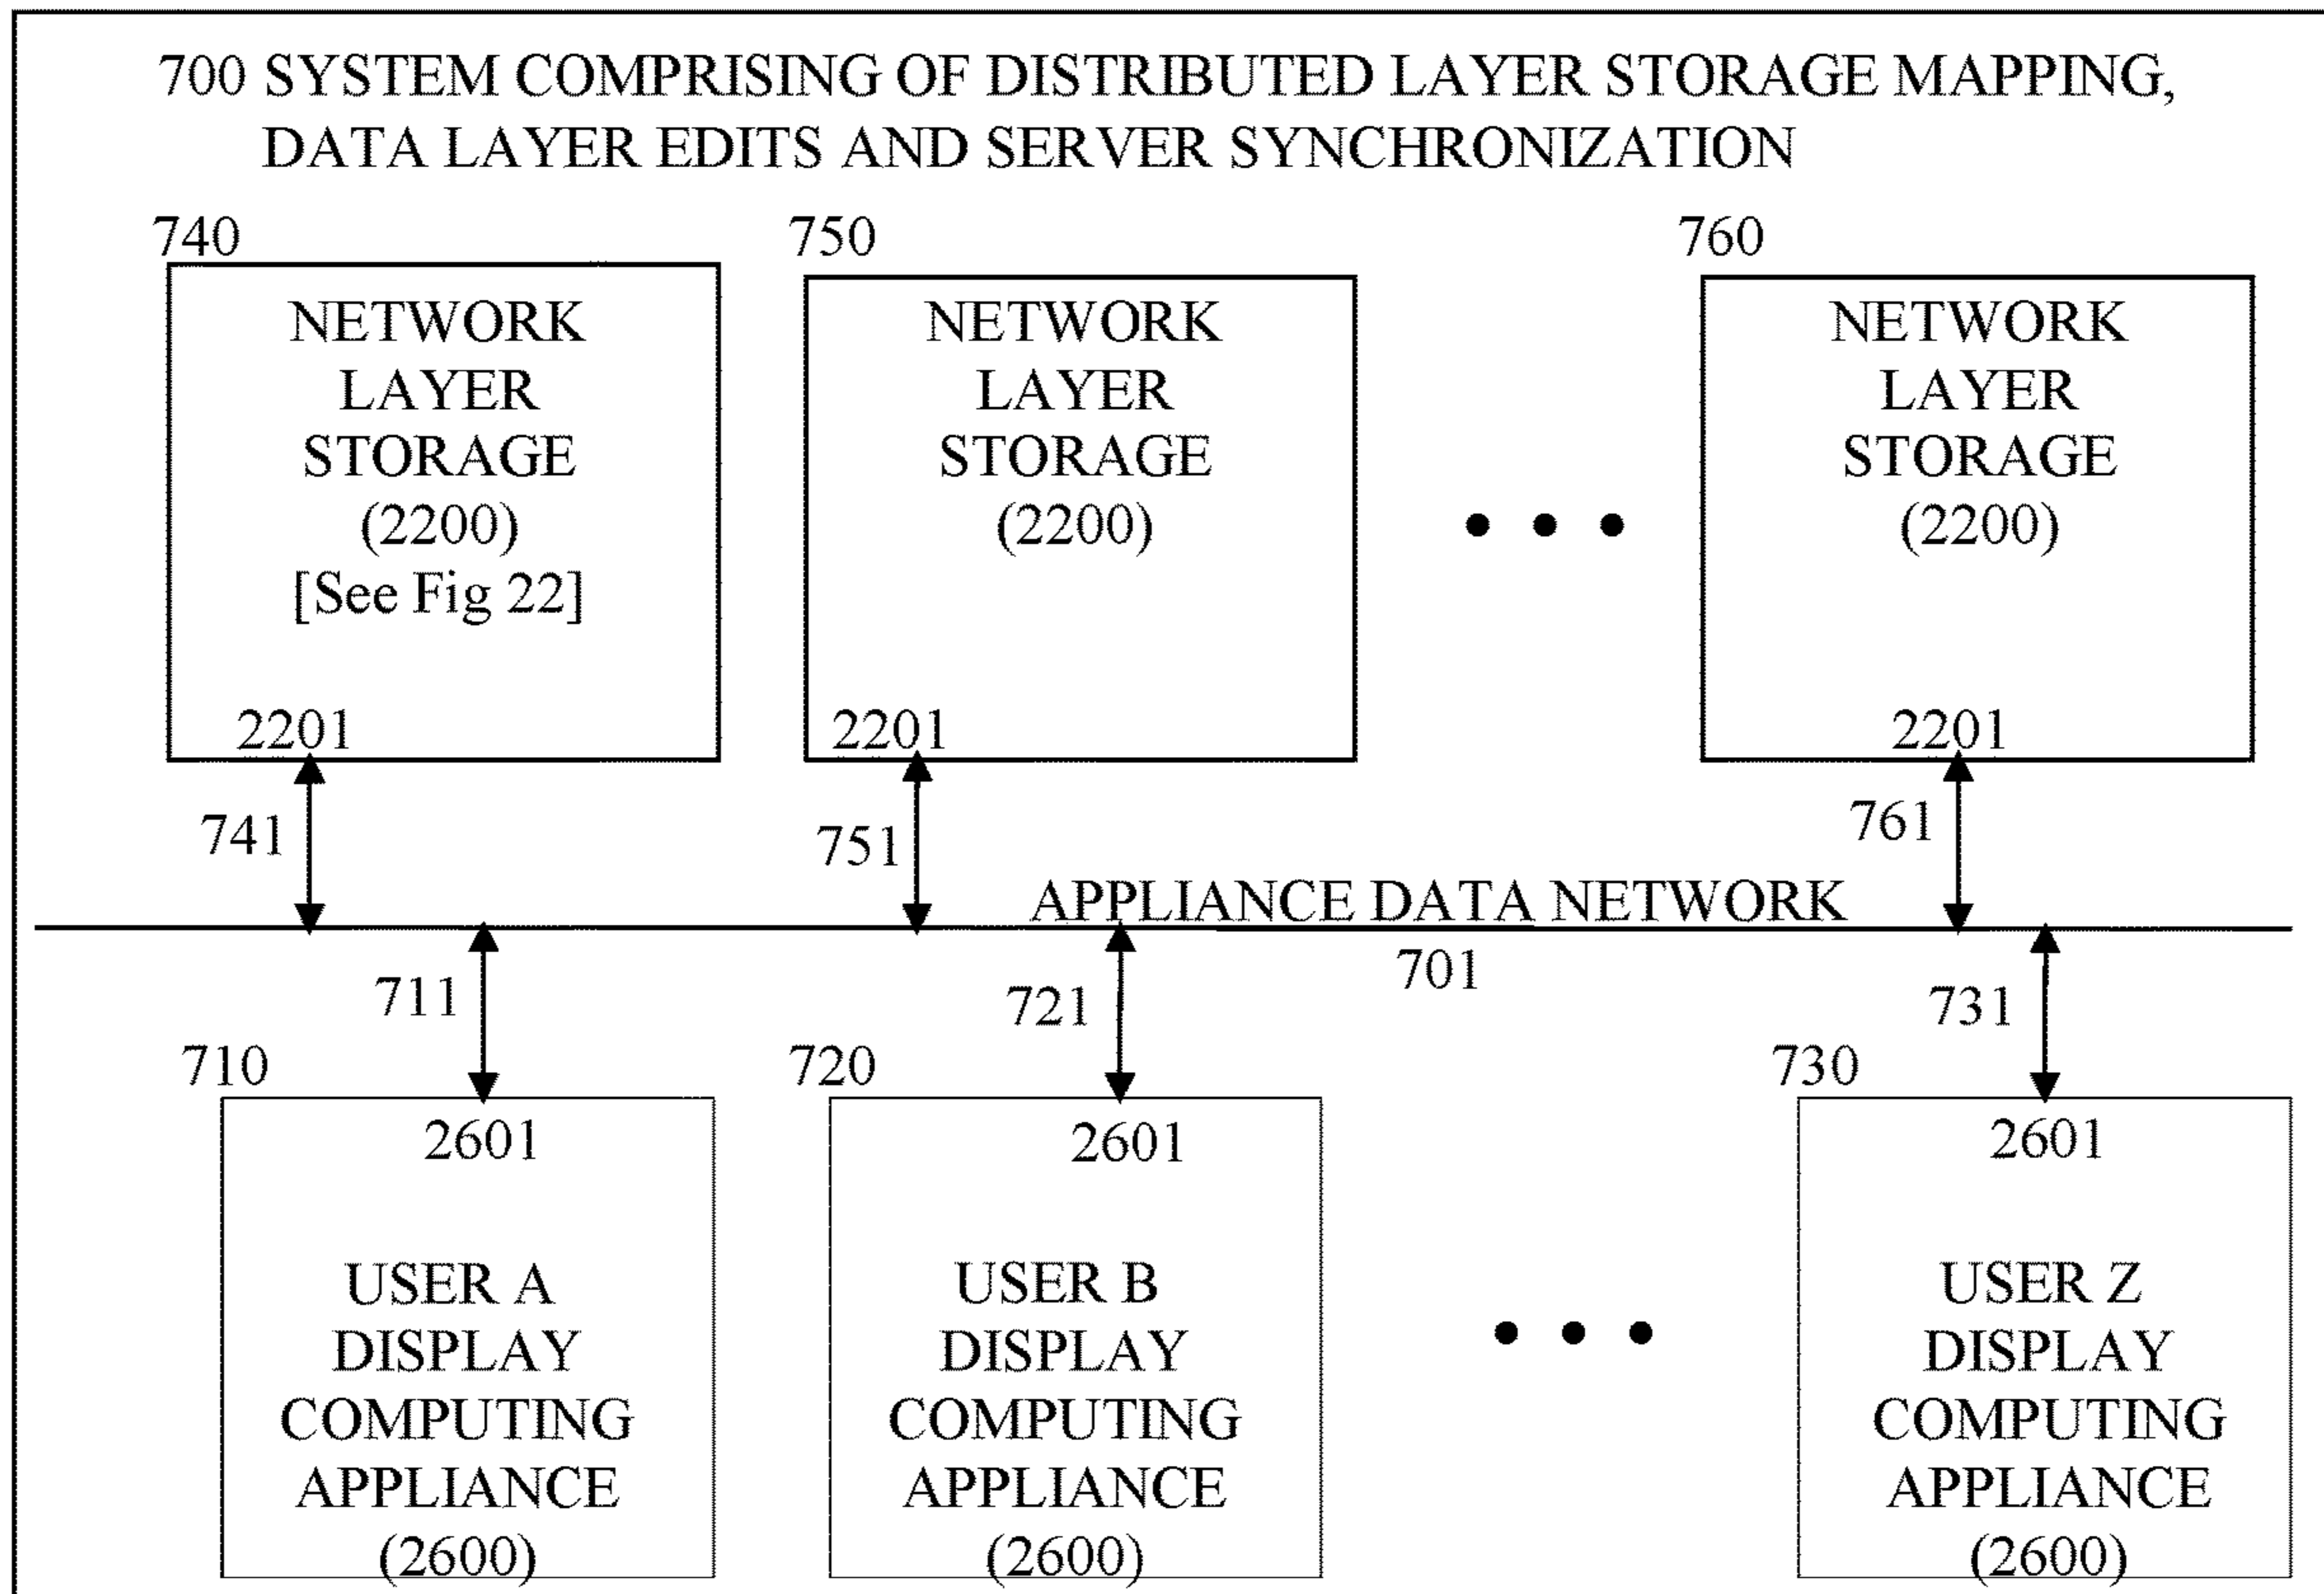 700 SYSTEM COMPRISING OF DISTRIBUTED LAYER STORAGE MAPPING,
DATA LAYER EDITS AND SERVER SYNCHRONIZATION
740
NETWORK
LAYER
STORAGE
(2200)
[See Fig 22]
2201
750
NETWORK
LAYER
STORAGE
(2200)
2201
760
NETWORK
LAYER
STORAGE
(2200)
2201
741
751
761
APPLIANCE DATA NETWORK
701
711
721
731
710
2601
USER A
DISPLAY
COMPUTING
APPLIANCE
(2600)
720
2601
USER B
DISPLAY
COMPUTING
APPLIANCE
(2600)
730
2601
USER Z
DISPLAY
COMPUTING
APPLIANCE
(2600)